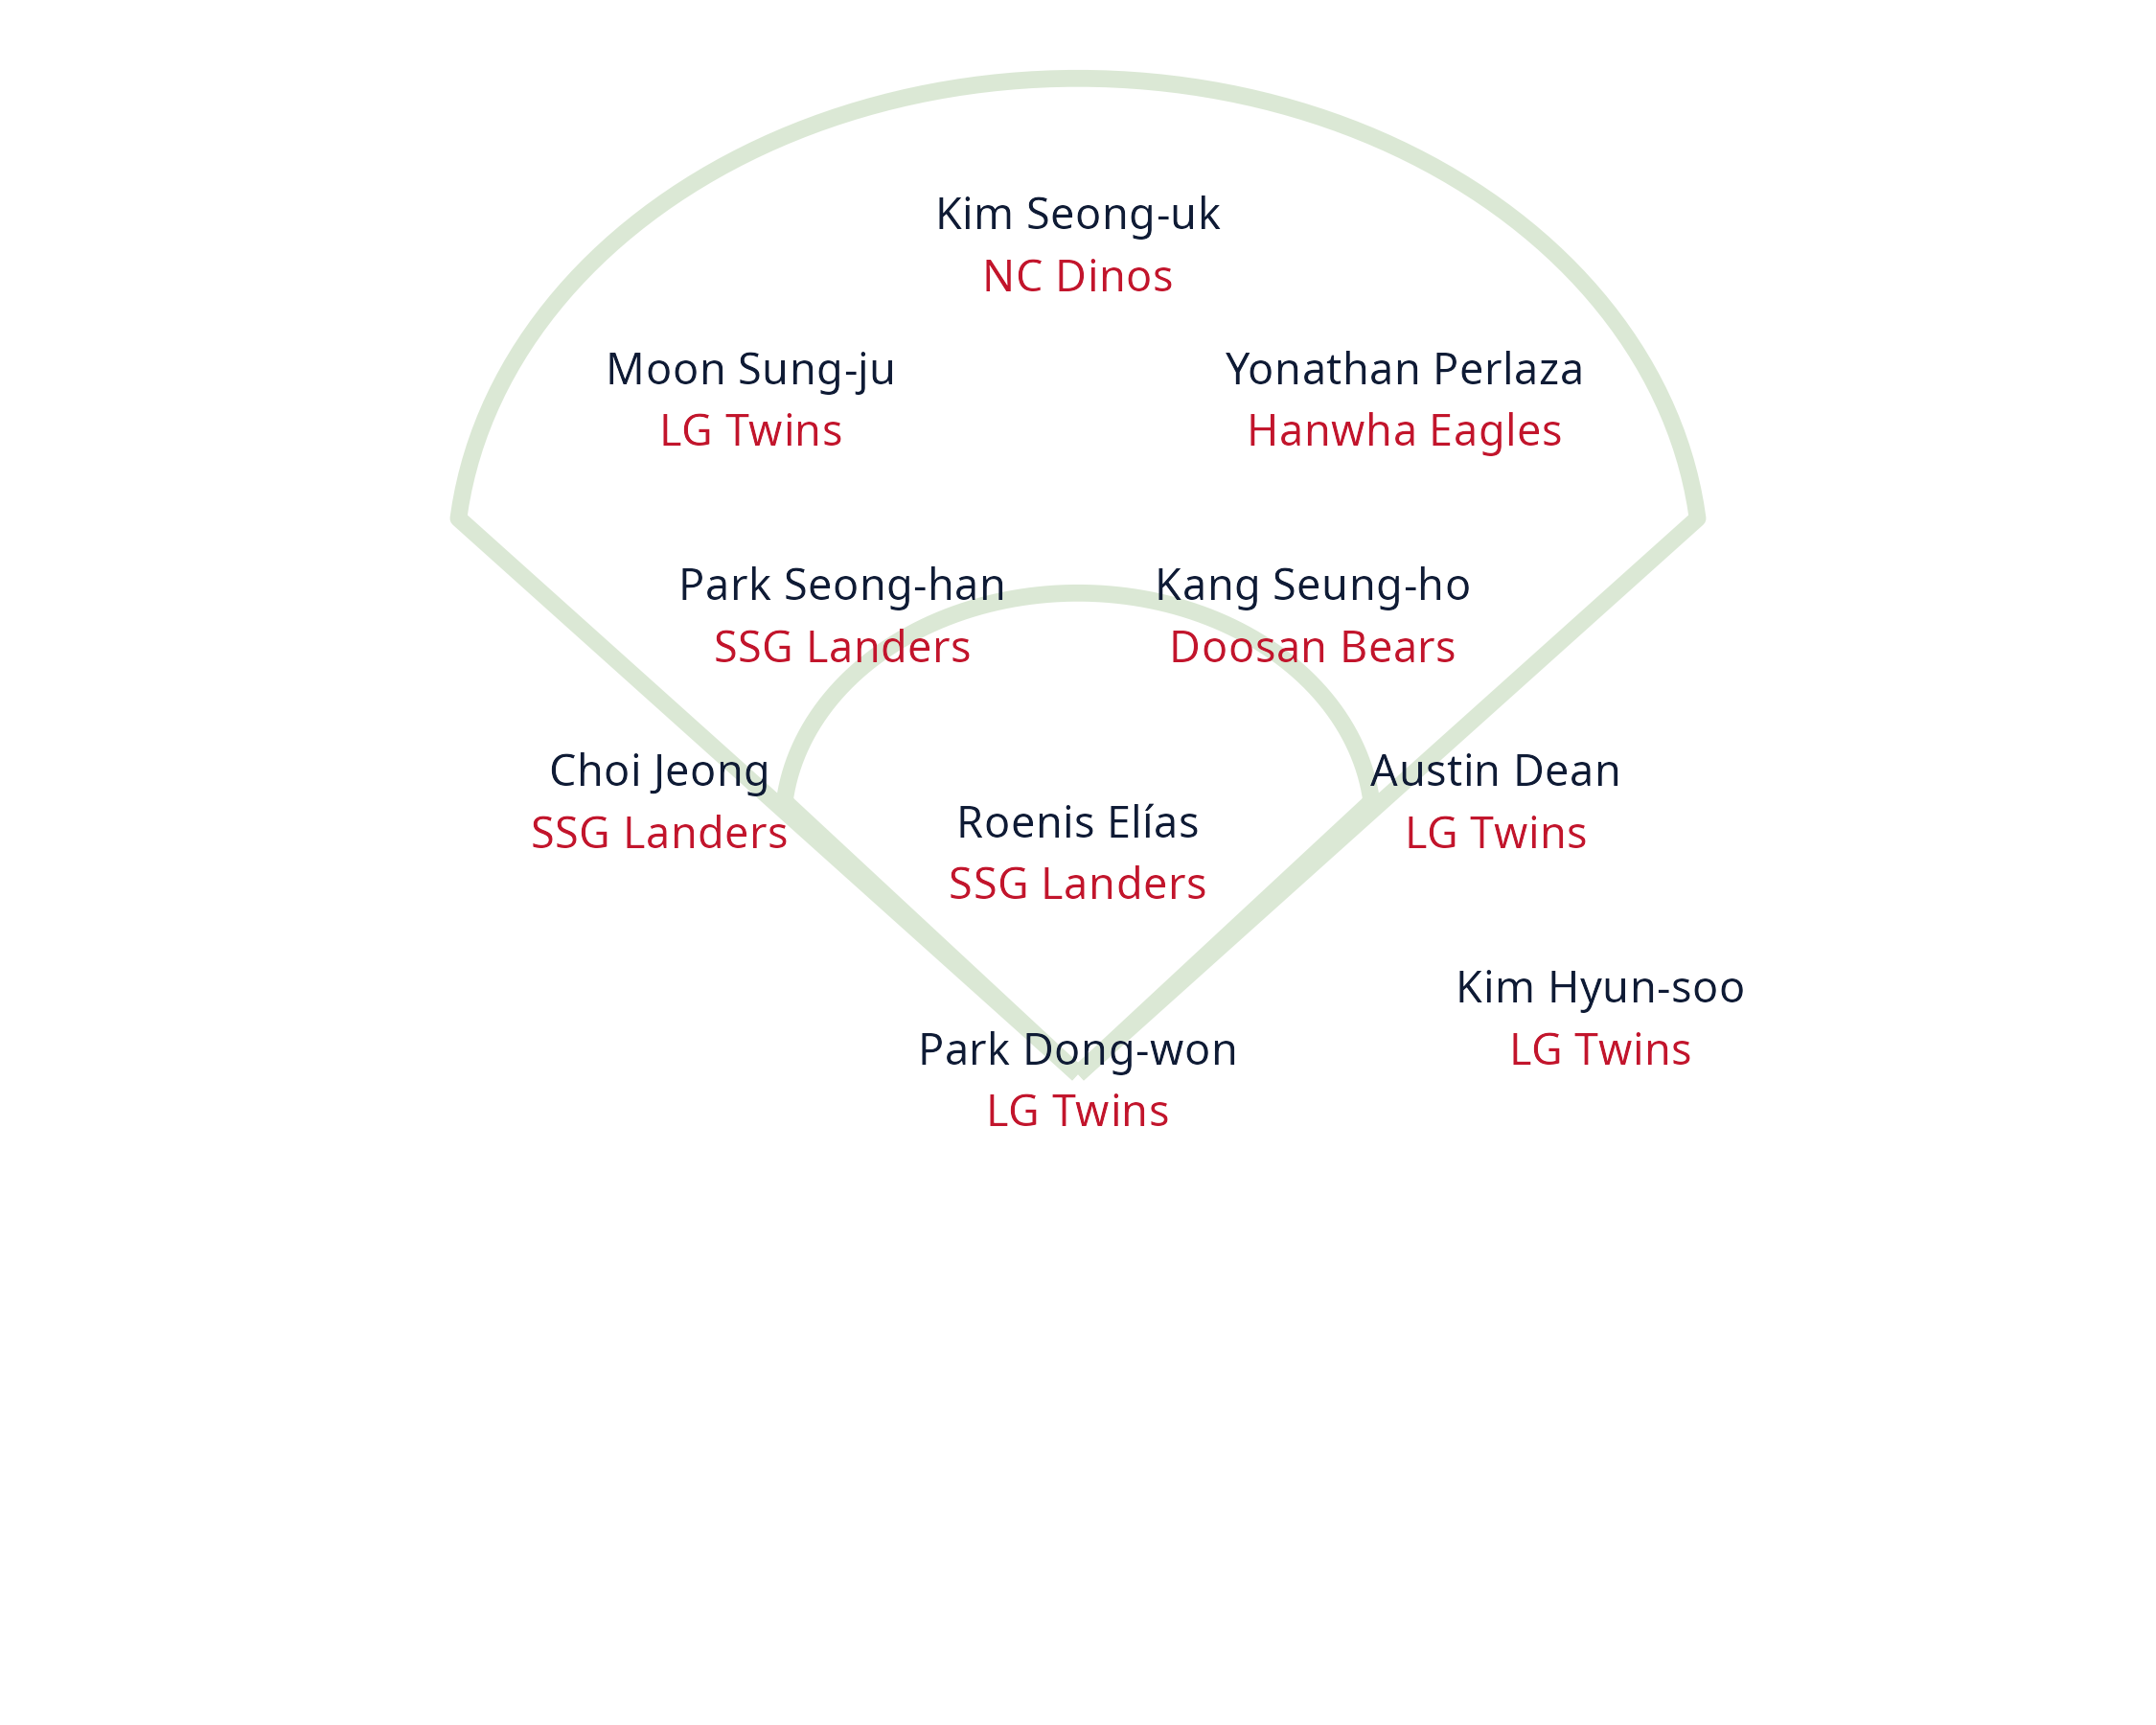 Kim Seong-uk
NC Dinos
Moon Sung-ju
LG Twins
Yonathan Perlaza
Hanwha Eagles
Park Seong-han
SSG Landers
Kang Seung-ho
Doosan Bears
Choi Jeong
SSG Landers
Roenis Elías
SSG Landers
Austin Dean
LG Twins
Park Dong-won
LG Twins
Kim Hyun-soo
LG Twins